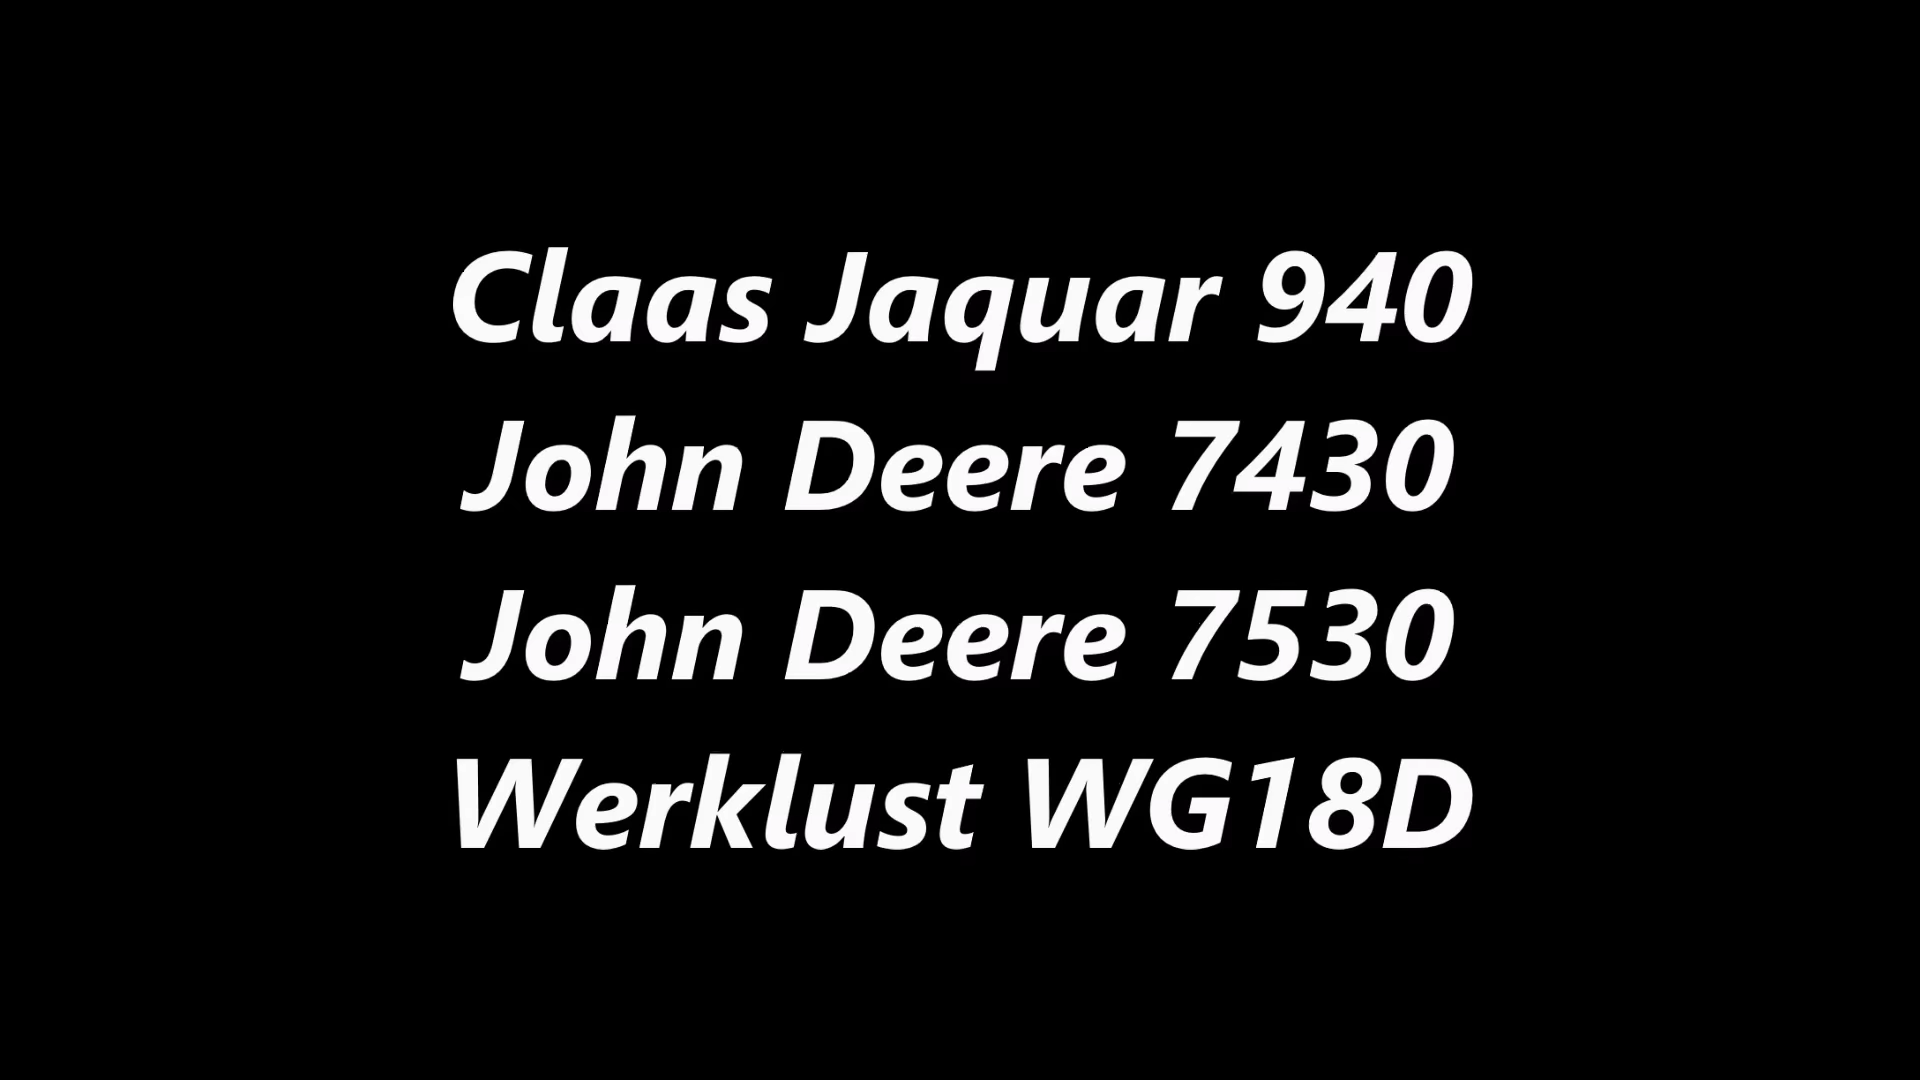 Claas Jaquar 940
John Deere 7430
John Deere 7530
Werklust WG18D